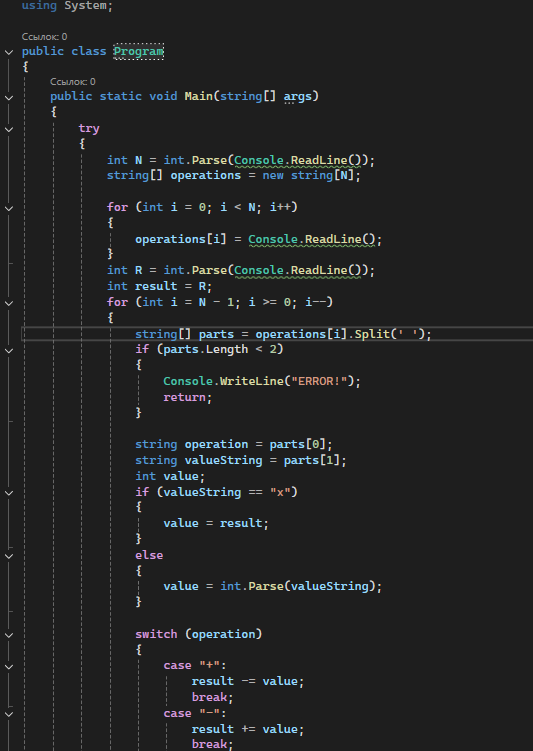 using System;
Ссылок: 0
public class Program
{
Ссылок: 0
public static void Main(string[] args)
{
try
{
int N = int.Parse(Console.ReadLine());
string[] operations = new string[N];
for (int i = 0; i < N; i++)
{
operations[i] = Console.ReadLine();
}
int R = int.Parse(Console.ReadLine());
int result = R;
for (int i = N - 1; i >= 0; i--)
{
string[] parts = operations[i].Split(' ');
if (parts.Length < 2)
{
Console.WriteLine("ERROR!");
return;
}
string operation = parts[0];
string valueString = parts[1];
int value;
if (valueString == "x")
{
value = result;
}
else
{
value = int.Parse(valueString);
}
switch (operation)
{
case "+":
result -= value;
break;
case "-":
result += value;
break;